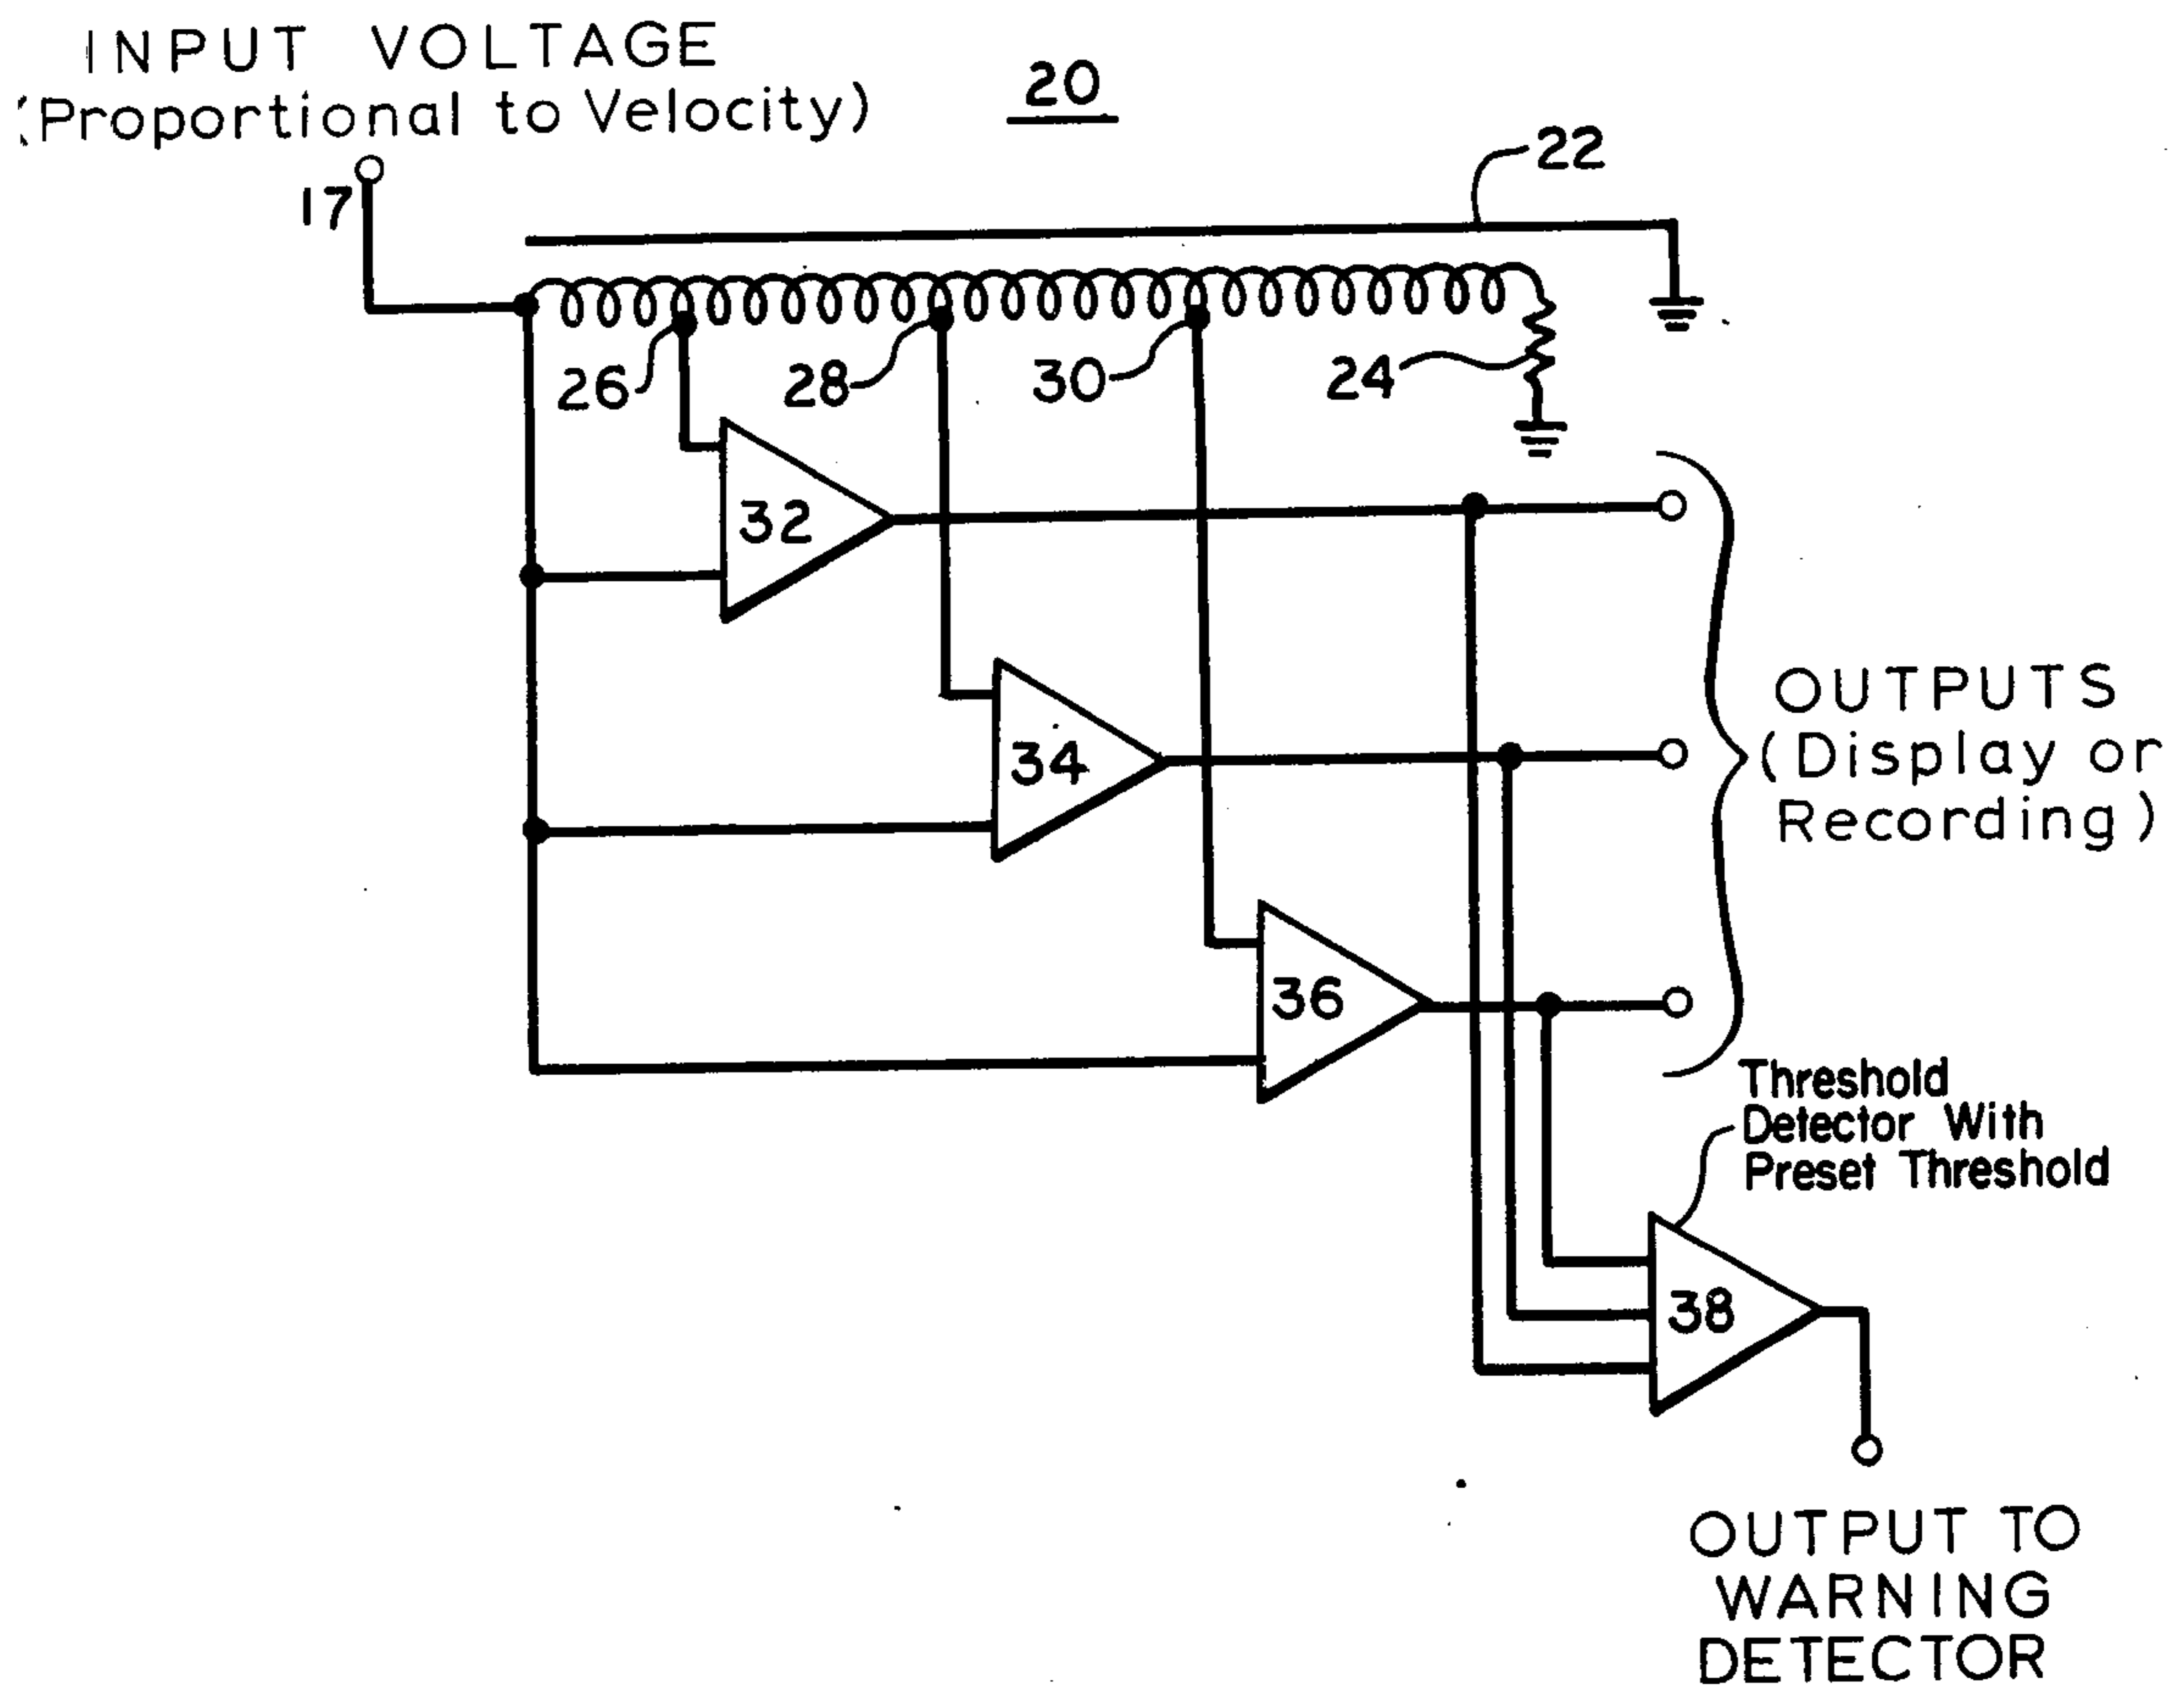 INPUT VOLTAGE
(Proportional to Velocity)
20
22
17
26
28
30
24
32
34
OUTPUTS
(Display or
Recording)
36
Threshold
Detector With
Preset Threshold
38
OUTPUT TO
WARNING
DETECTOR